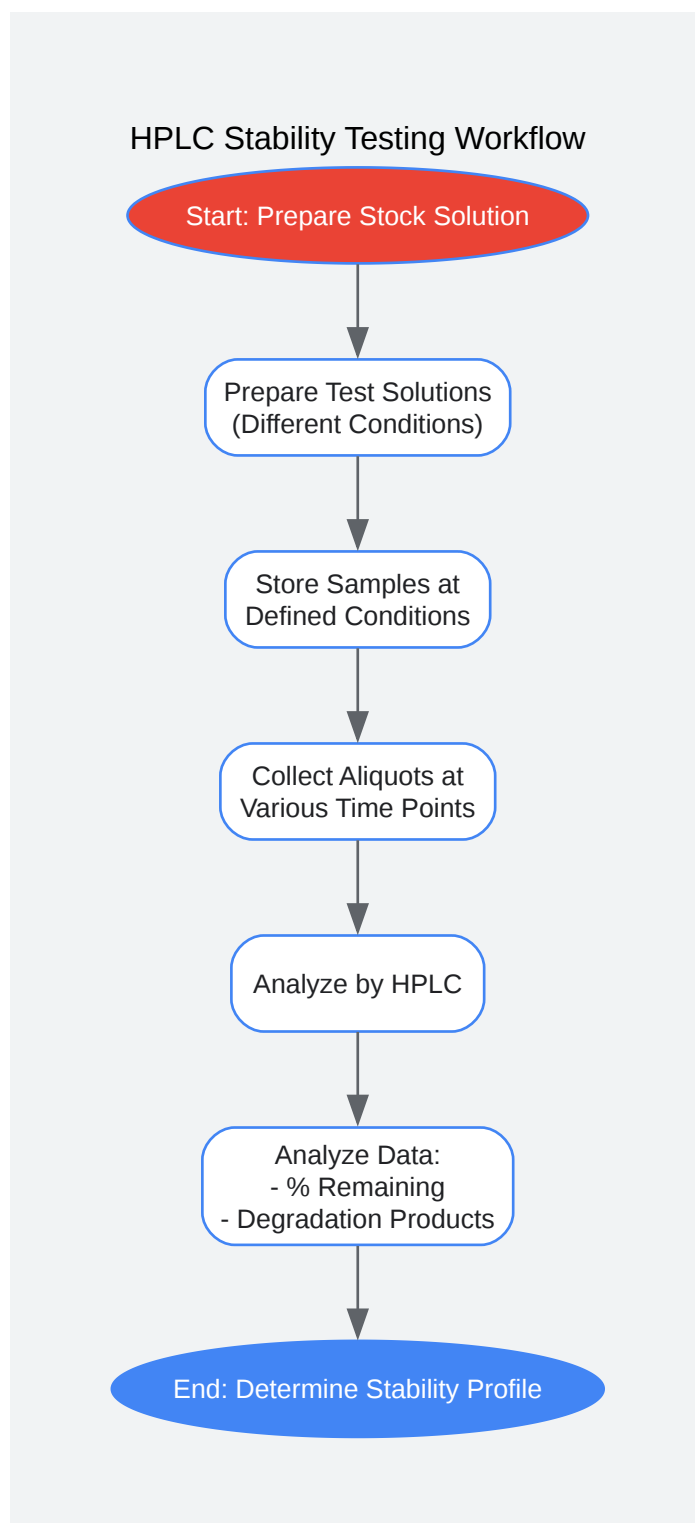 HPLC Stability Testing Workflow
Start: Prepare Stock Solution
Prepare Test Solutions
(Different Conditions)
Store Samples at
Defined Conditions
Collect Aliquots at
Various Time Points
Analyze by HPLC
Analyze Data:
- % Remaining
- Degradation Products
End: Determine Stability Profile